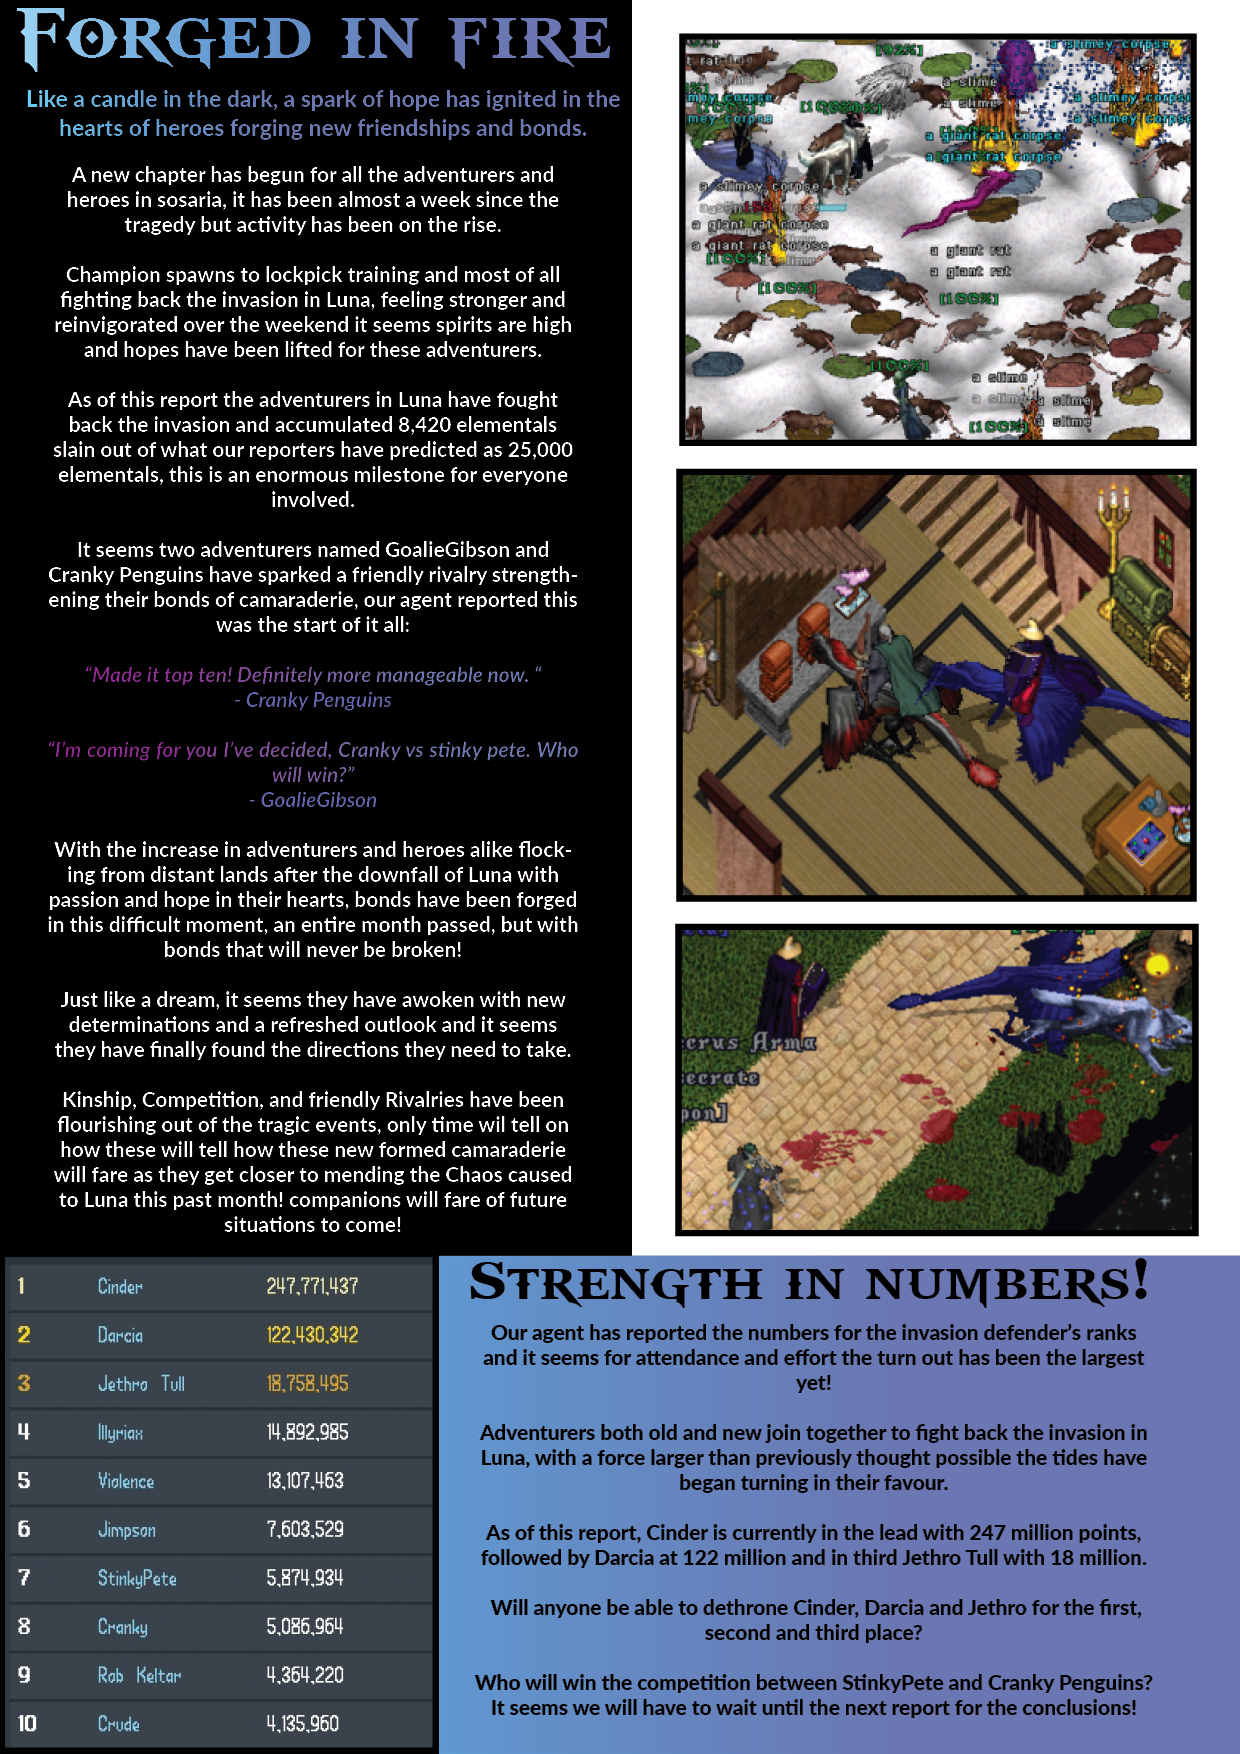 Forged in fire
Like a candle in the dark, a spark of hope has ignited in the
hearts of heroes forging new friendships and bonds.
A new chapter has begun for all the adventurers and
heroes in sosaria, it has been almost a week since the
tragedy but activity has been on the rise.
Champion spawns to lockpick training and most of all
fighting back the invasion in Luna, feeling stronger and
reinvigorated over the weekend it seems spirits are high
and hopes have been lifted for these adventurers.
As of this report the adventurers in Luna have fought
back the invasion and accumulated 8,420 elementals
slain out of what our reporters have predicted as 25,000
elementals, this is an enormous milestone for everyone
involved.
It seems two adventurers named GoalieGibson and
Cranky Penguins have sparked a friendly rivalry strength-
ening their bonds of camaraderie, our agent reported this
was the start of it all:
“Made it top ten! Definitely more manageable now. “
- Cranky Penguins
“I’m coming for you I’ve decided, Cranky vs stinky pete. Who
will win?”
- GoalieGibson
With the increase in adventurers and heroes alike flock-
ing from distant lands after the downfall of Luna with
passion and hope in their hearts, bonds have been forged
in this difficult moment, an entire month passed, but with
bonds that will never be broken!
Just like a dream, it seems they have awoken with new
determinations and a refreshed outlook and it seems
they have finally found the directions they need to take.
Kinship, Competition, and friendly Rivalries have been
flourishing out of the tragic events, only time wil tell on
how these will tell how these new formed camaraderie
will fare as they get closer to mending the Chaos caused
to Luna this past month! companions will fare of future
situations to come!
[92%]
a slimey corpse
a slime
a slimey corpse
[100%]
a slime
a slimey corpse
a giant rat corpse
a giant rat corpse
a slimey corpse
a giant rat corpse
a giant rat corpse
[100%]
a giant rat
a giant rat
[100%]
[100%]
[100%]
a slime
a slime
a slime
a slime
[100%]
erus Arma
ecrate
pon]
1 Cinder 247,771,437
2 Darcia 122,430,342
3 Jethro Tull 18,758,495
4 Illyriax 14,892,985
5 Violence 13,107,463
6 Jimpson 7,603,529
7 StinkyPete 5,874,934
8 Cranky 5,086,964
9 Rob Keltar 4,364,220
10 Crude 4,135,960
Strength in numbers!
Our agent has reported the numbers for the invasion defender’s ranks
and it seems for attendance and effort the turn out has been the largest
yet!
Adventurers both old and new join together to fight back the invasion in
Luna, with a force larger than previously thought possible the tides have
began turning in their favour.
As of this report, Cinder is currently in the lead with 247 million points,
followed by Darcia at 122 million and in third Jethro Tull with 18 million.
Will anyone be able to dethrone Cinder, Darcia and Jethro for the first,
second and third place?
Who will win the competition between StinkyPete and Cranky Penguins?
It seems we will have to wait until the next report for the conclusions!